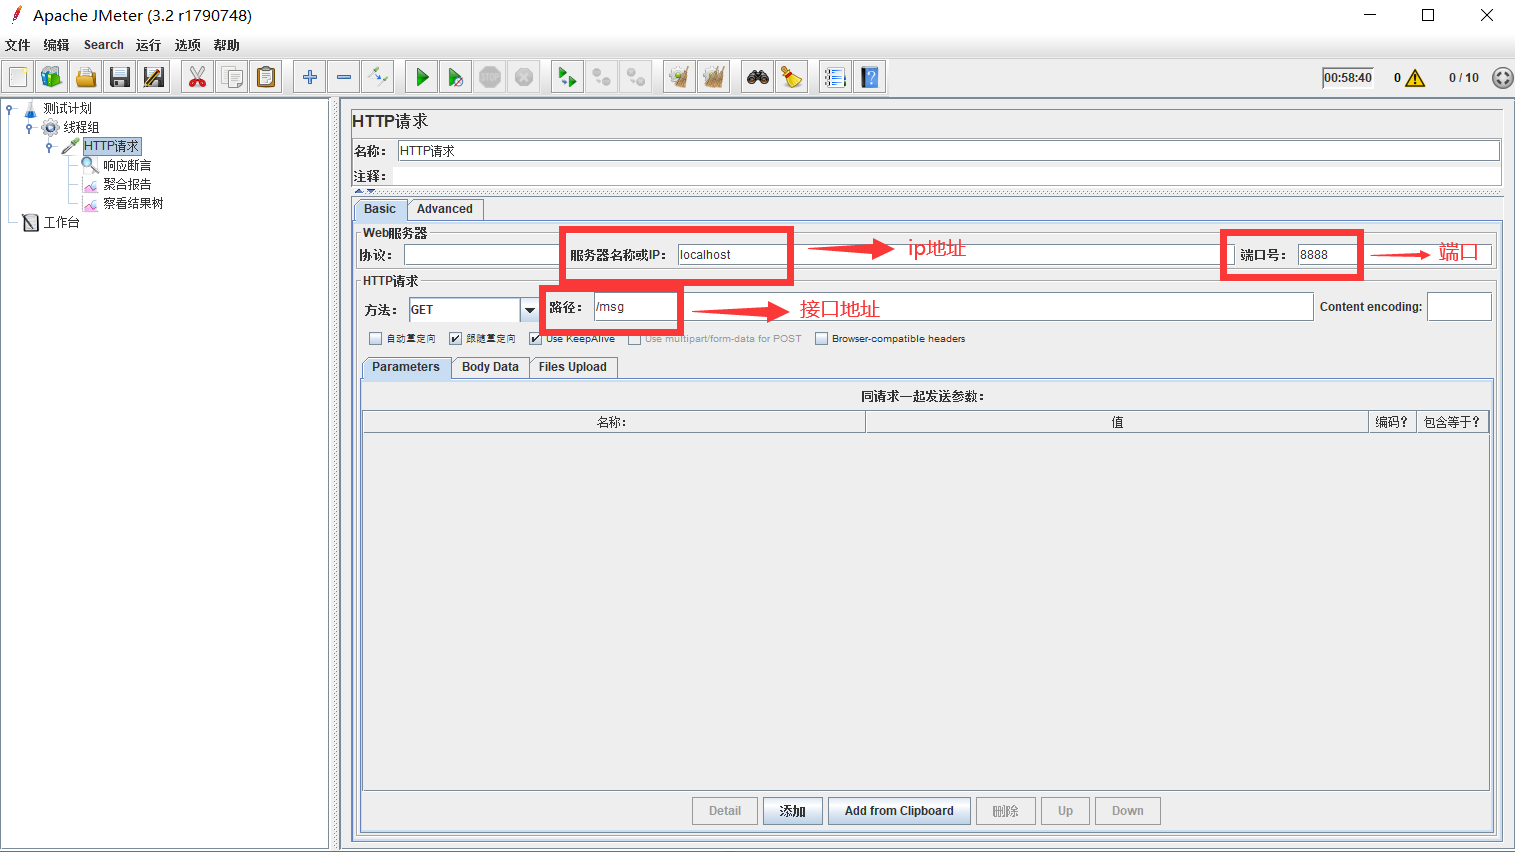 Apache JMeter (3.2 r1790748)
文件 编辑 Search 运行 选项 帮助
STOP
00:58:40 0 0 / 10
测试计划
线程组
HTTP请求
响应断言
聚合报告
察看结果树
工作台
HTTP请求
名称： HTTP请求
注释：
Basic Advanced
Web服务器
协议： 服务器名称或IP： localhost ip地址 端口号： 8888 端口
HTTP请求
方法： GET 路径： /msg 接口地址 Content encoding:
自动重定向 跟随重定向 Use KeepAlive Use multipart/form-data for POST Browser-compatible headers
Parameters Body Data Files Upload
同请求一起发送参数：
名称： 值 编码？ 包含等于？
Detail 添加 Add from Clipboard 删除 Up Down